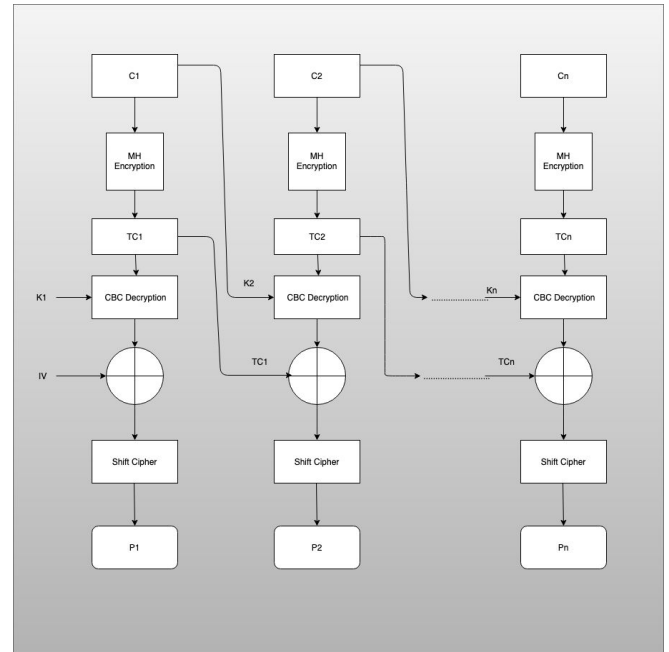 C1
C2
Cn
MH
Encryption
MH
Encryption
MH
Encryption
TC1
TC2
TCn
K1
CBC Decryption
K2
CBC Decryption
Kn
CBC Decryption
IV
TC1
TCn
Shift Cipher
Shift Cipher
Shift Cipher
P1
P2
Pn